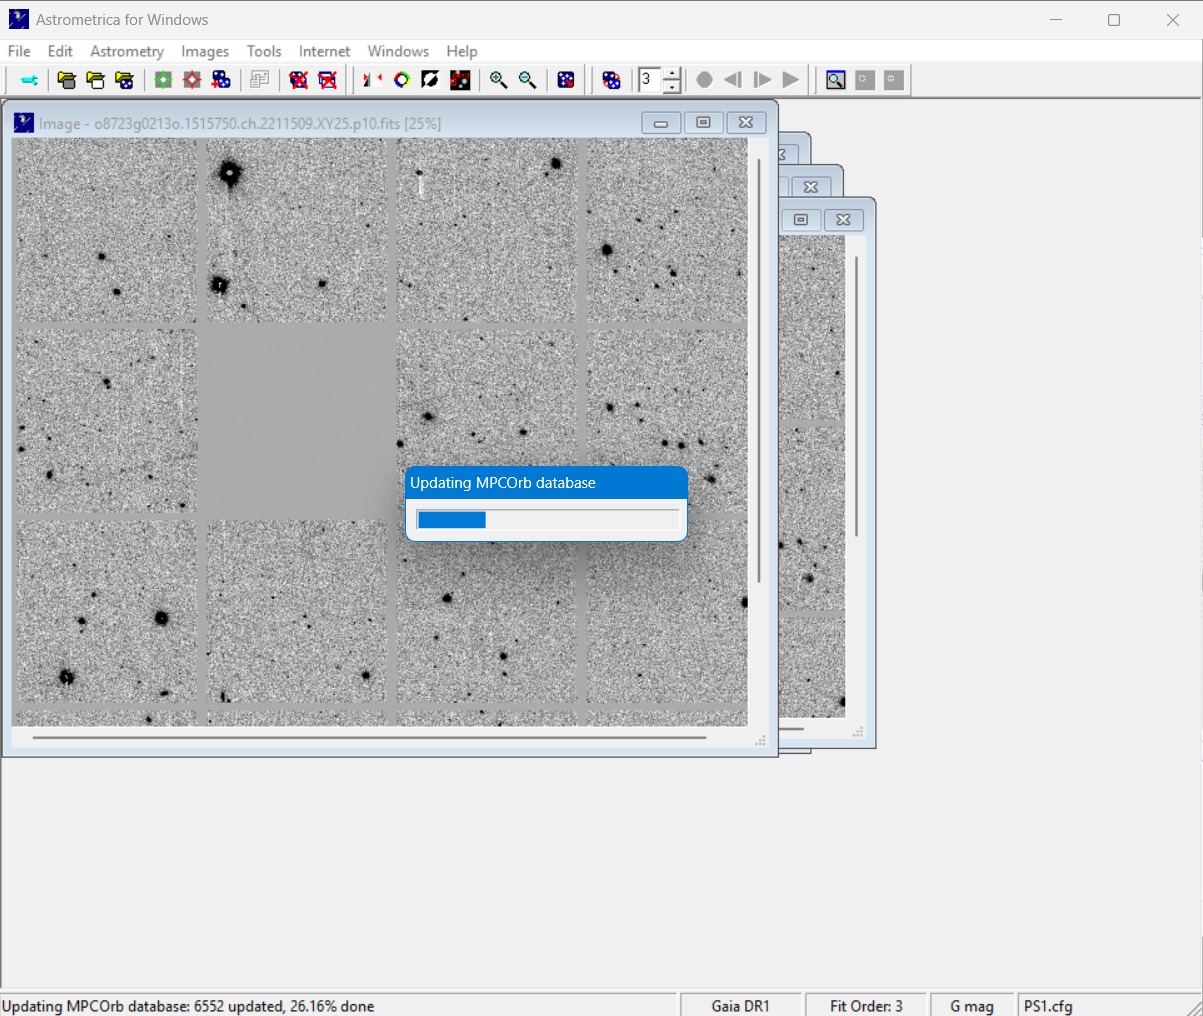 Astrometrica for Windows
File Edit Astrometry Images Tools Internet Windows Help
3
Image - o8723g0213o.1515750.ch.2211509.XY25.p10.fits [25%]
Updating MPCOrb database
Updating MPCOrb database: 6552 updated, 26.16% done Gaia DR1 Fit Order: 3 G mag PS1.cfg